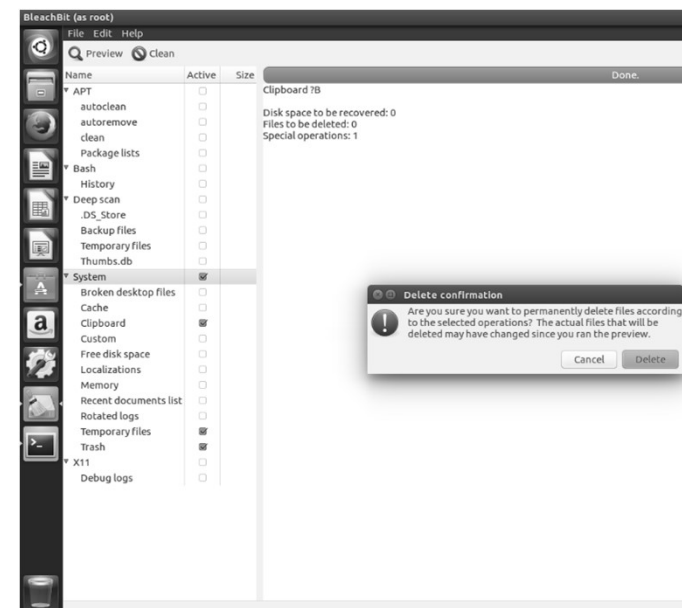 BleachBit (as root)
File Edit Help
Preview Clean
Name Active Size
Done.
APT
autoclean
autoremove
clean
Package lists
Bash
History
Deep scan
.DS_Store
Backup files
Temporary files
Thumbs.db
System
Broken desktop files
Cache
Clipboard
Custom
Free disk space
Localizations
Memory
Recent documents list
Rotated logs
Temporary files
Trash
X11
Debug logs
Clipboard ?B
Disk space to be recovered: 0
Files to be deleted: 0
Special operations: 1
Delete confirmation
Are you sure you want to permanently delete files according
to the selected operations? The actual files that will be
deleted may have changed since you ran the preview.
Cancel Delete
a
>_